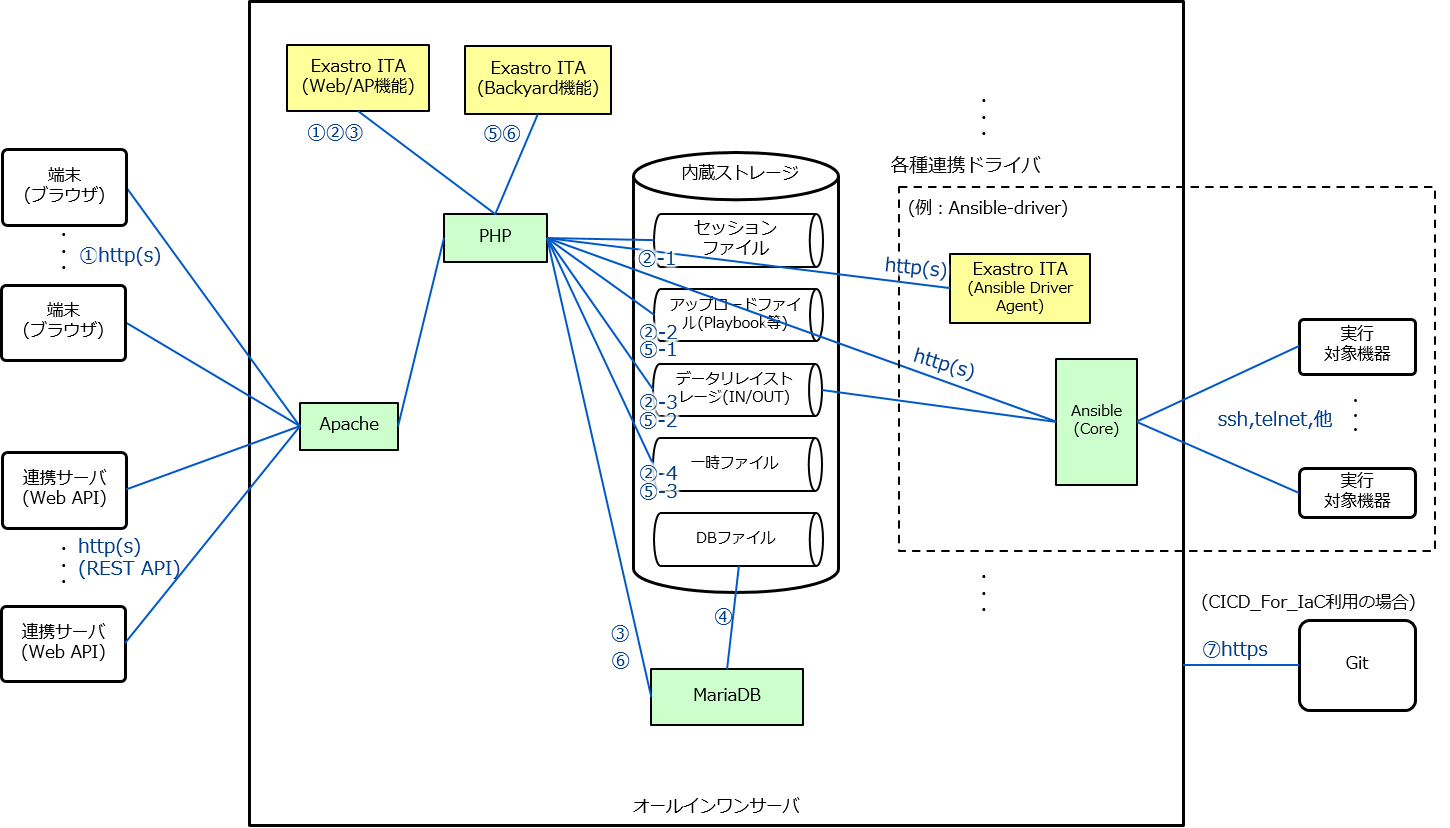 Exastro ITA
(Web/AP機能)
Exastro ITA
(Backyard機能)
①②③
⑤⑥
端末
(ブラウザ)
①http(s)
端末
(ブラウザ)
PHP
Apache
連携サーバ
(Web API)
http(s)
(REST API)
連携サーバ
(Web API)
内蔵ストレージ
セッション
ファイル
②-1
アップロードファイ
ル(Playbook等)
②-2
⑤-1
データリレイスト
レージ(IN/OUT)
②-3
⑤-2
一時ファイル
②-4
⑤-3
DBファイル
④
③
⑥
MariaDB
各種連携ドライバ
(例：Ansible-driver)
http(s)
Exastro ITA
(Ansible Driver
Agent)
http(s)
Ansible
(Core)
実行
対象機器
ssh,telnet,他
実行
対象機器
(CICD_For_IaC利用の場合)
⑦https
Git
オールインワンサーバ